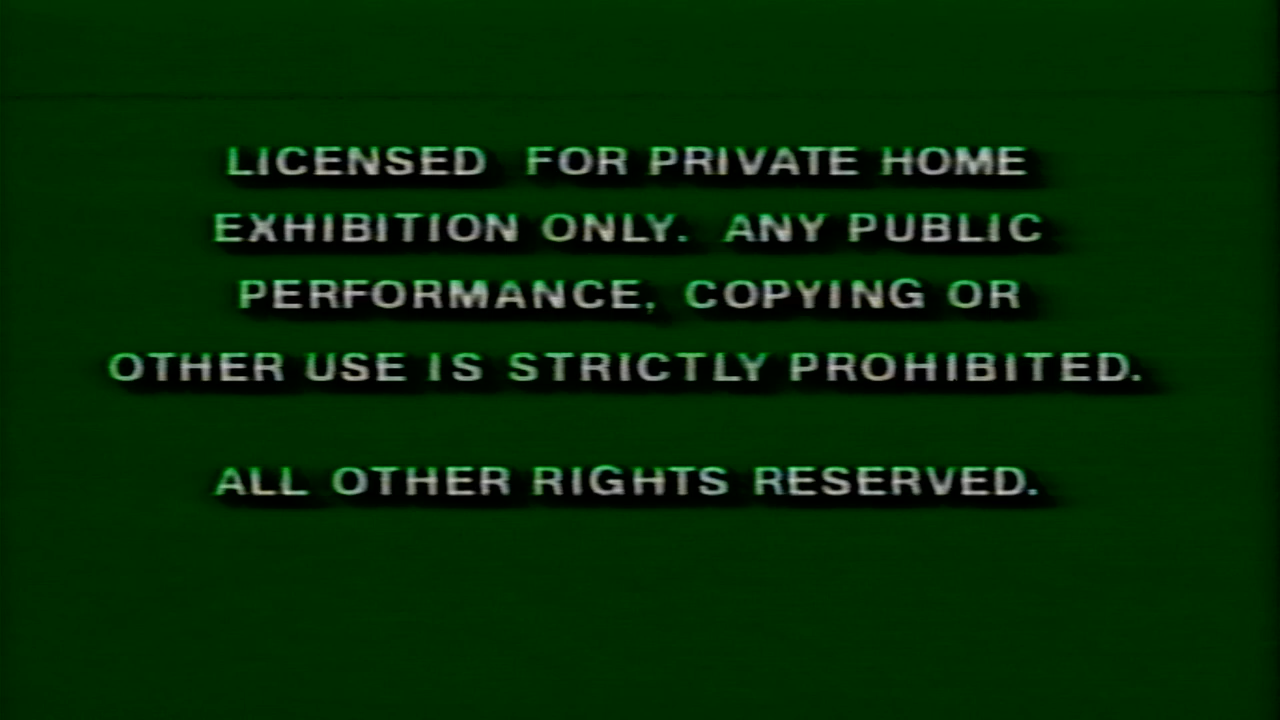 LICENSED FOR PRIVATE HOME
EXHIBITION ONLY. ANY PUBLIC
PERFORMANCE, COPYING OR
OTHER USE IS STRICTLY PROHIBITED.
ALL OTHER RIGHTS RESERVED.